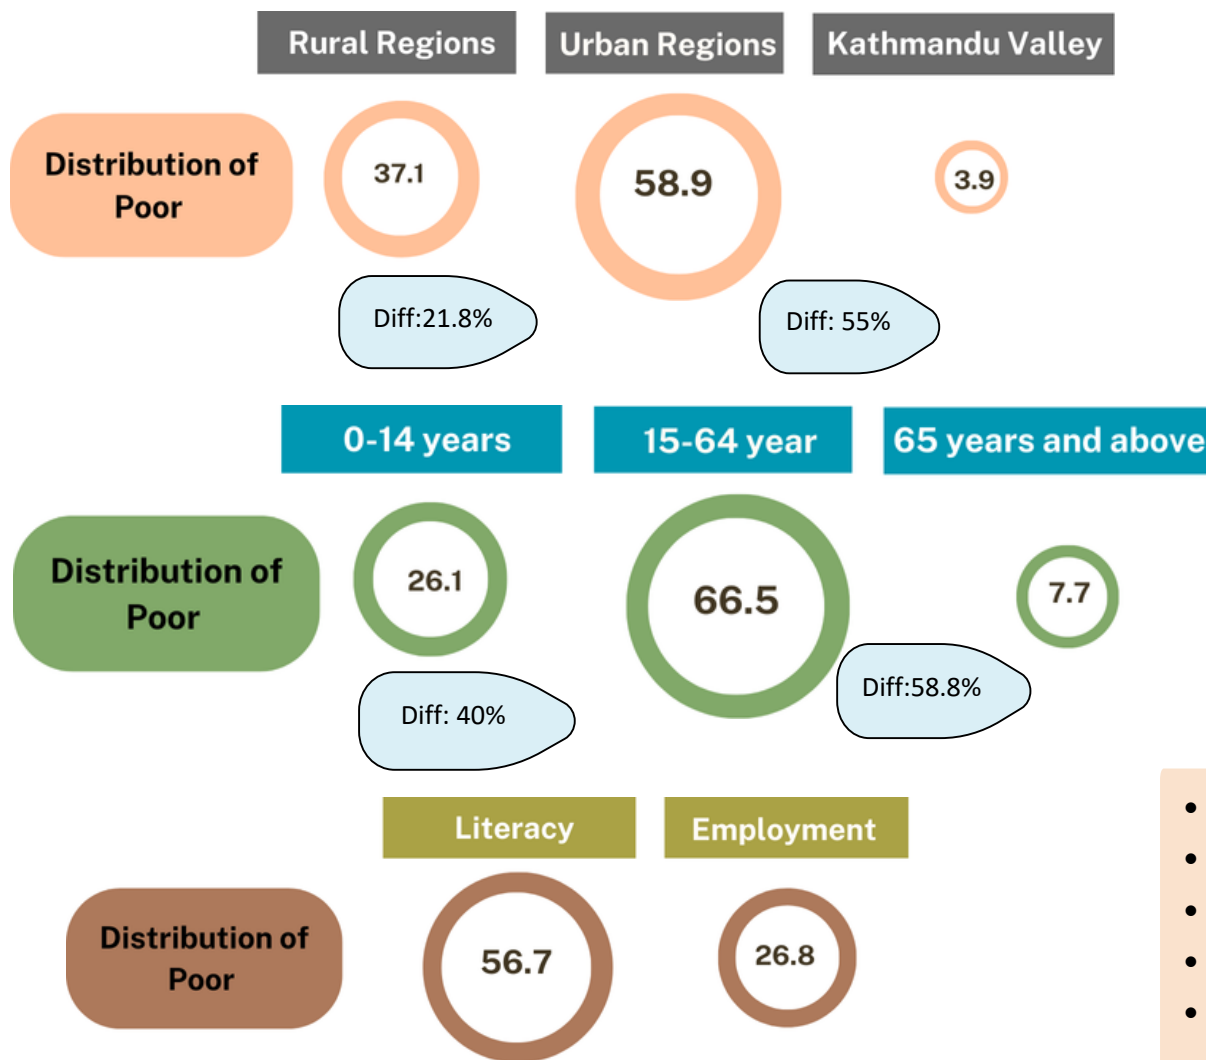 Rural Regions
Urban Regions
Kathmandu Valley
Distribution of
Poor
37.1
58.9
3.9
Diff:21.8%
Diff: 55%
0-14 years
15-64 year
65 years and above
Distribution of
Poor
26.1
66.5
7.7
Diff: 40%
Diff:58.8%
Literacy
Employment
Distribution of
Poor
56.7
26.8
•
•
•
•
•